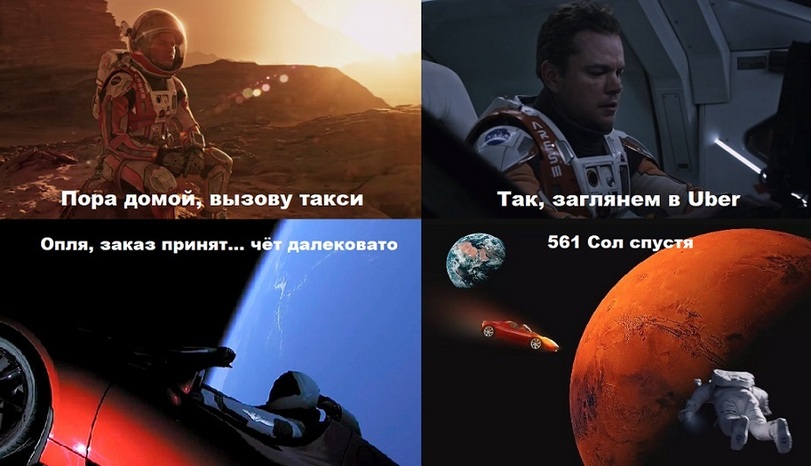 Пора домой, вызову такси
Так, заглянем в Uber
Опля, заказ принят... чёт далековато
561 Сол спустя